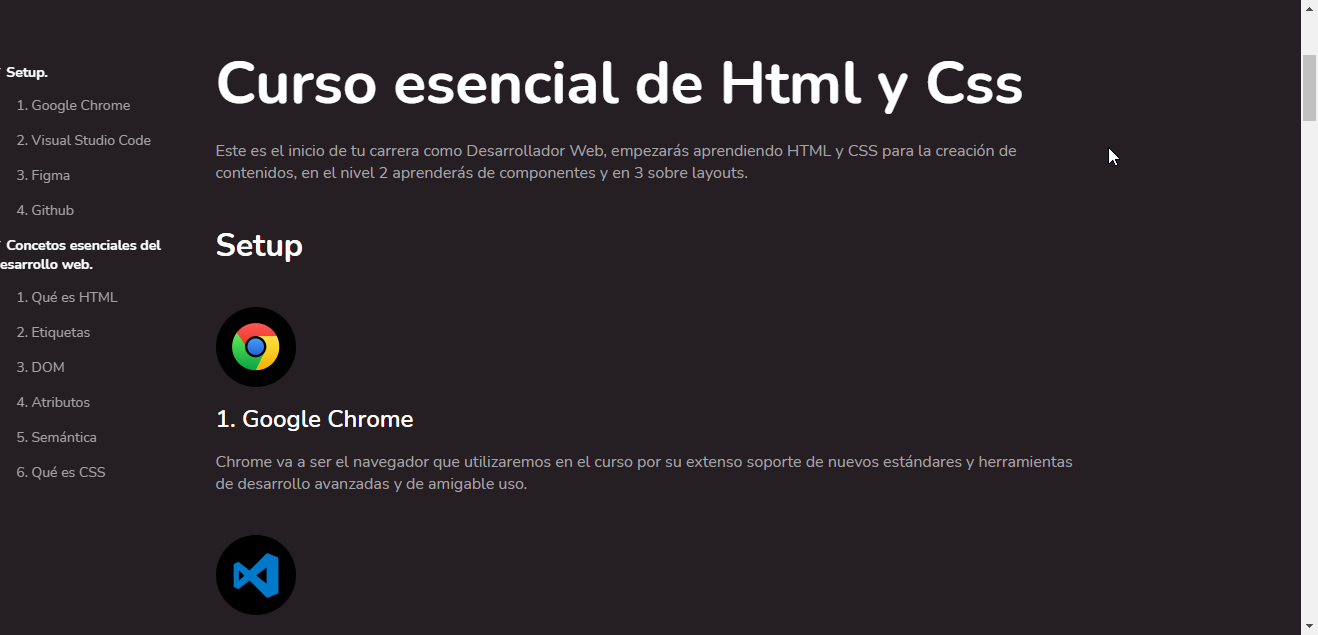 Setup.
1. Google Chrome
2. Visual Studio Code
3. Figma
4. Github
Concetos esenciales del
esarrollo web.
1. Qué es HTML
2. Etiquetas
3. DOM
4. Atributos
5. Semántica
6. Qué es CSS
Curso esencial de Html y Css
Este es el inicio de tu carrera como Desarrollador Web, empezarás aprendiendo HTML y CSS para la creación de
contenidos, en el nivel 2 aprenderás de componentes y en 3 sobre layouts.
Setup
1. Google Chrome
Chrome va a ser el navegador que utilizaremos en el curso por su extenso soporte de nuevos estándares y herramientas
de desarrollo avanzadas y de amigable uso.